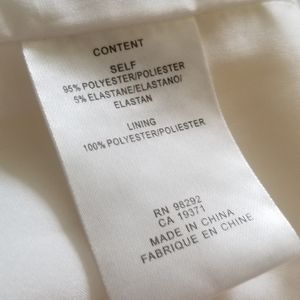 CONTENT
SELF
95% POLYESTER/POLIESTER
5% ELASTANE/ELASTANO/
ELASTAN
LINING
100% POLYESTER/POLIESTER
RN 98292
CA 19371
MADE IN CHINA
FABRIQUE EN CHINE